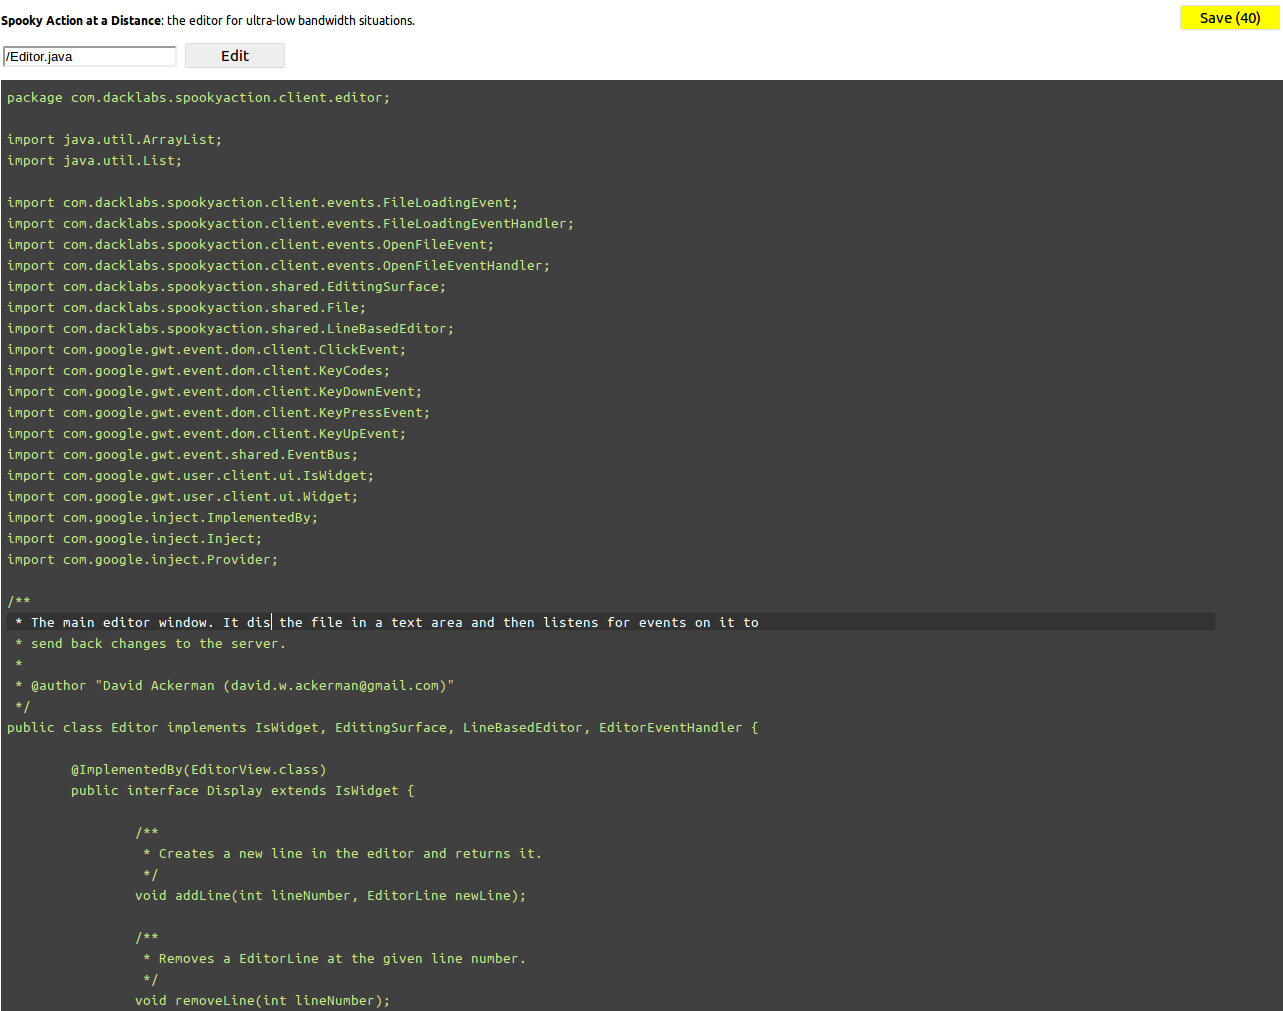 Spooky Action at a Distance: the editor for ultra-low bandwidth situations.
Save (40)
/Editor.java
Edit
package com.dacklabs.spookyaction.client.editor;
import java.util.ArrayList;
import java.util.List;
import com.dacklabs.spookyaction.client.events.FileLoadingEvent;
import com.dacklabs.spookyaction.client.events.FileLoadingEventHandler;
import com.dacklabs.spookyaction.client.events.OpenFileEvent;
import com.dacklabs.spookyaction.client.events.OpenFileEventHandler;
import com.dacklabs.spookyaction.shared.EditingSurface;
import com.dacklabs.spookyaction.shared.File;
import com.dacklabs.spookyaction.shared.LineBasedEditor;
import com.google.gwt.event.dom.client.ClickEvent;
import com.google.gwt.event.dom.client.KeyCodes;
import com.google.gwt.event.dom.client.KeyDownEvent;
import com.google.gwt.event.dom.client.KeyPressEvent;
import com.google.gwt.event.dom.client.KeyUpEvent;
import com.google.gwt.event.shared.EventBus;
import com.google.gwt.user.client.ui.IsWidget;
import com.google.gwt.user.client.ui.Widget;
import com.google.inject.ImplementedBy;
import com.google.inject.Inject;
import com.google.inject.Provider;
/**
 * The main editor window. It dis the file in a text area and then listens for events on it to
 * send back changes to the server.
 *
 * @author "David Ackerman (david.w.ackerman@gmail.com)"
 */
public class Editor implements IsWidget, EditingSurface, LineBasedEditor, EditorEventHandler {
        @ImplementedBy(EditorView.class)
        public interface Display extends IsWidget {
                /**
                 * Creates a new line in the editor and returns it.
                 */
                void addLine(int lineNumber, EditorLine newLine);
                /**
                 * Removes a EditorLine at the given line number.
                 */
                void removeLine(int lineNumber);